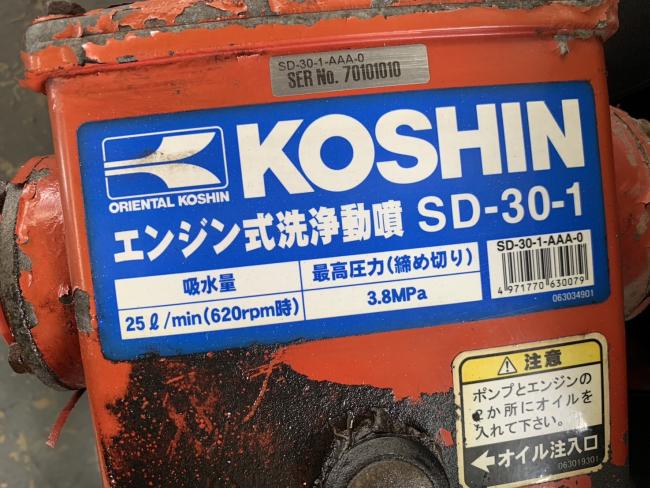 SD-30-1-AAA-0
SER No. 70101010
KOSHIN
ORIENTAL KOSHIN
エンジン式洗浄動噴 SD-30-1
吸水量
最高圧力(締め切り)
25ℓ/min(620rpm時)
3.8MPa
SD-30-1-AAA-0
4 971770 630079
063034901
注意
ポンプとエンジンの
2か所にオイルを
入れて下さい。
←オイル注入口
063019301